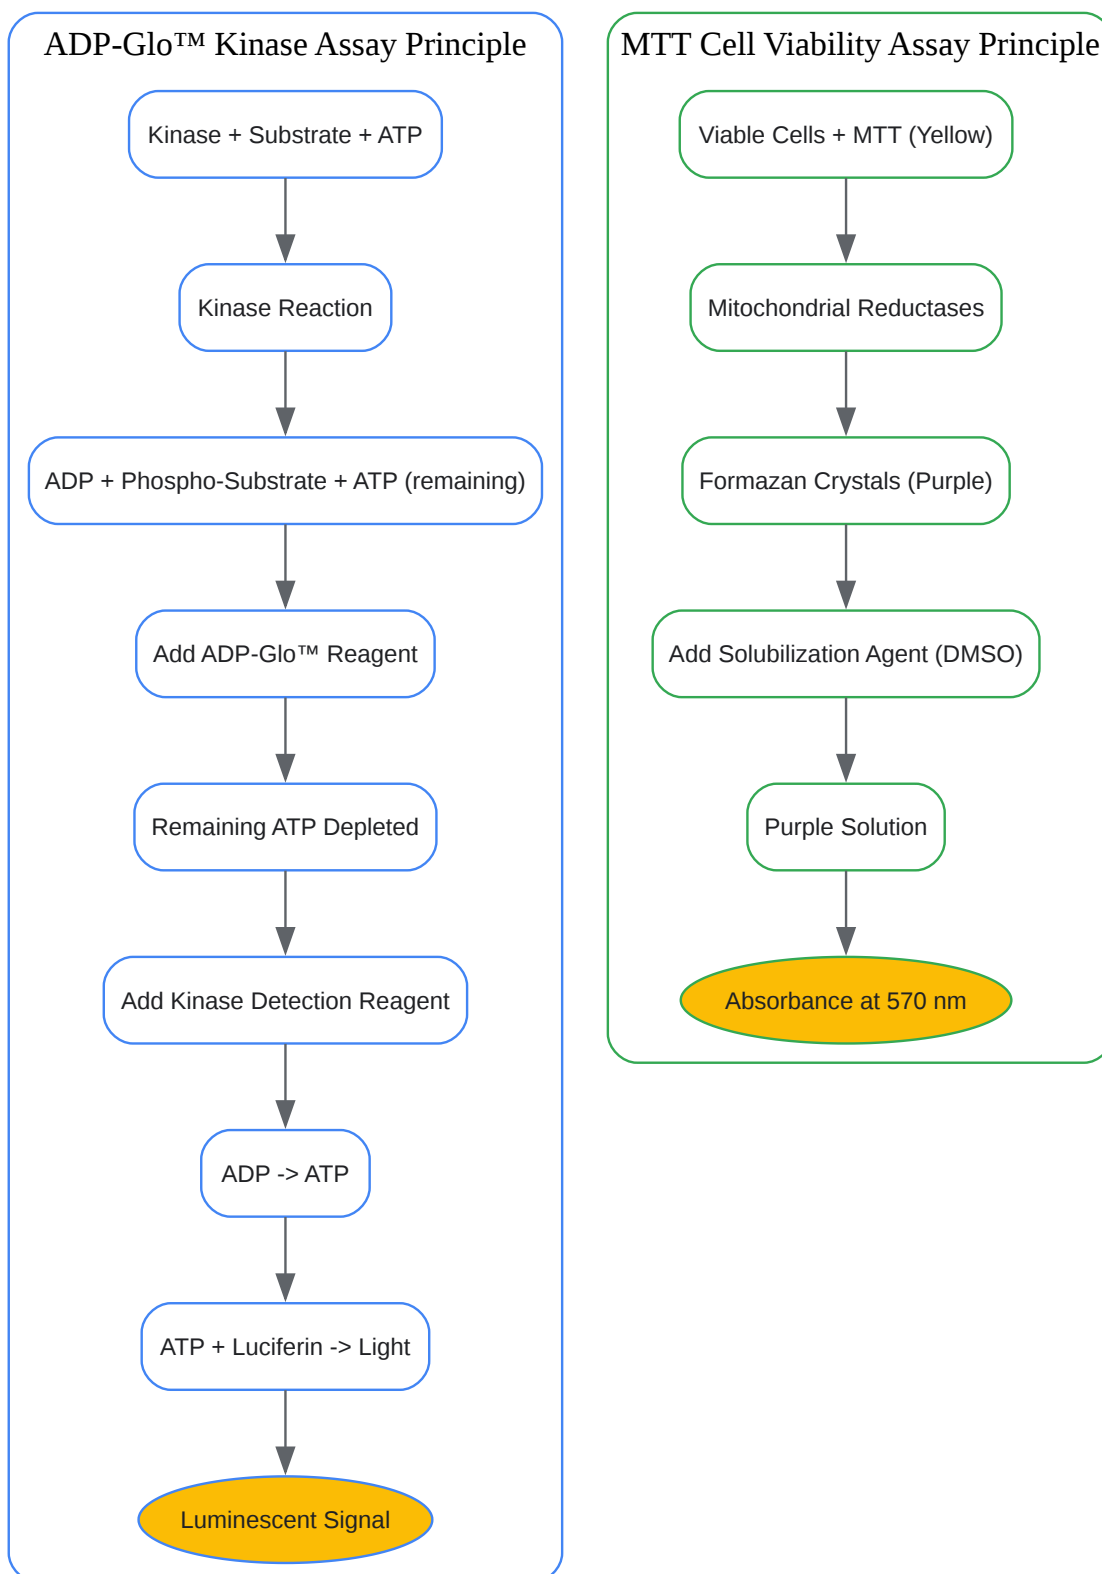 ADP-Glo™ Kinase Assay Principle
Kinase + Substrate + ATP
Kinase Reaction
ADP + Phospho-Substrate + ATP (remaining)
Add ADP-Glo™ Reagent
Remaining ATP Depleted
Add Kinase Detection Reagent
ADP -> ATP
ATP + Luciferin -> Light
Luminescent Signal
MTT Cell Viability Assay Principle
Viable Cells + MTT (Yellow)
Mitochondrial Reductases
Formazan Crystals (Purple)
Add Solubilization Agent (DMSO)
Purple Solution
Absorbance at 570 nm